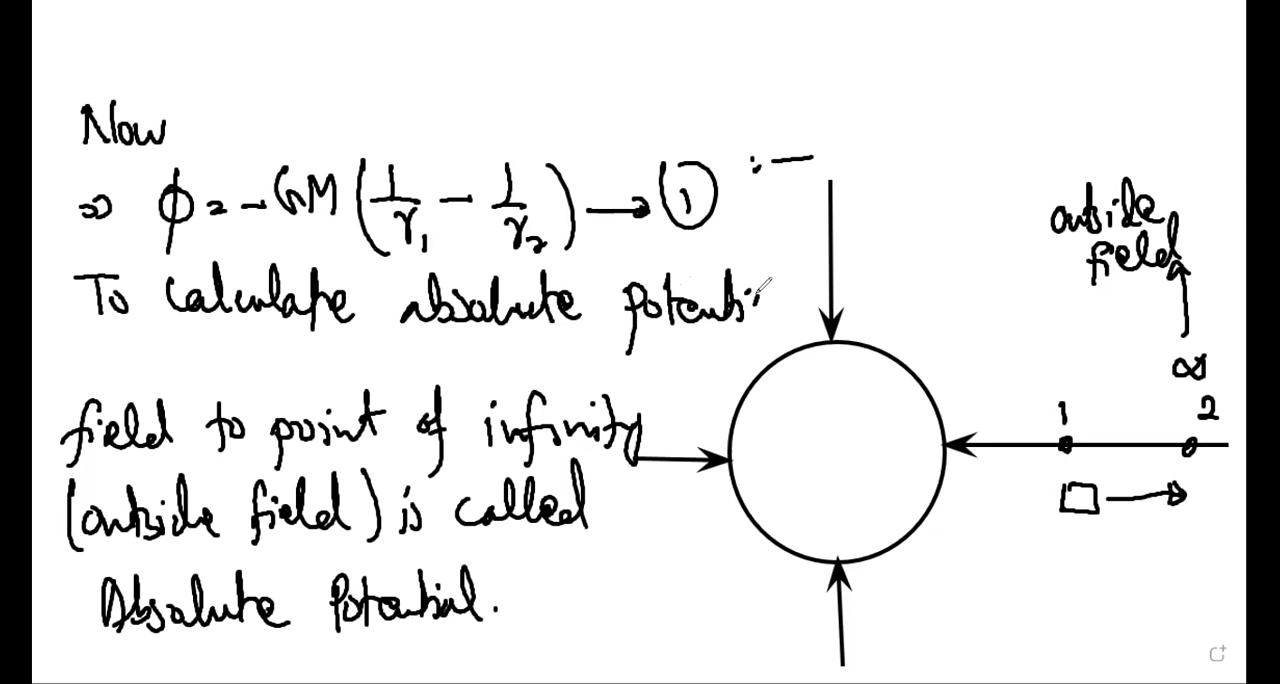 Now
⇒ φ = -GM (1/r₁ - 1/r₂) → ①
:-
To calculate absolute potenti
field to point of infinity
(outside field) is called
Absolute Potential.
outside
field
∞
1 2